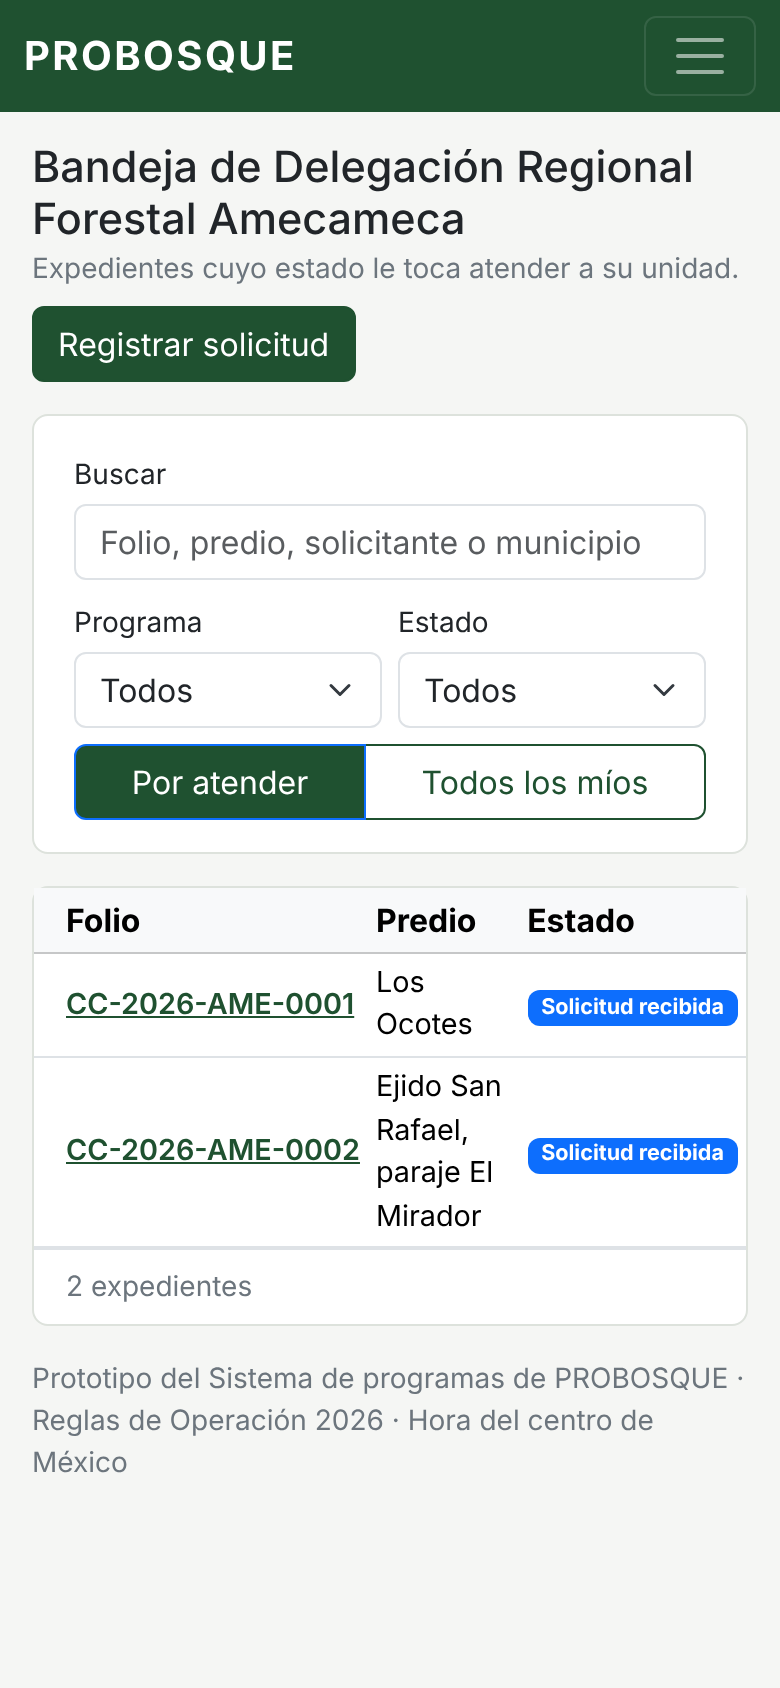 PROBOSQUE
Bandeja de Delegación Regional
Forestal Amecameca
Expedientes cuyo estado le toca atender a su unidad.
Registrar solicitud
Buscar
Folio, predio, solicitante o municipio
Programa Estado
Todos Todos
Por atender Todos los míos
Folio Predio Estado
CC-2026-AME-0001 Los Ocotes Solicitud recibida
CC-2026-AME-0002 Ejido San Rafael, paraje El Mirador Solicitud recibida
2 expedientes
Prototipo del Sistema de programas de PROBOSQUE ·
Reglas de Operación 2026 · Hora del centro de
México